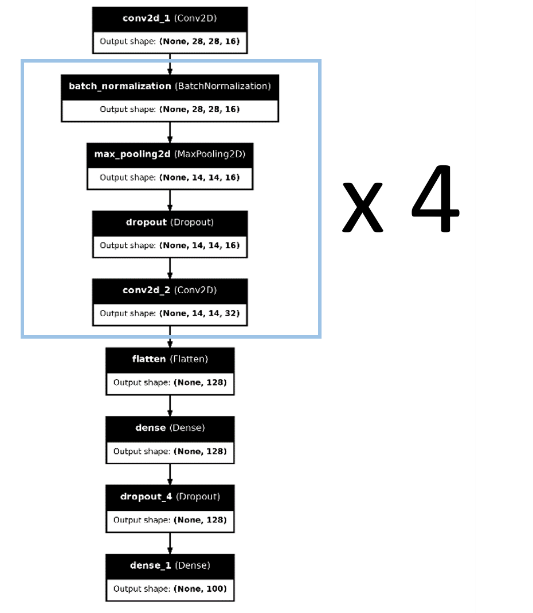 conv2d_1 (Conv2D)
Output shape: (None, 28, 28, 16)
batch_normalization (BatchNormalization)
Output shape: (None, 28, 28, 16)
max_pooling2d (MaxPooling2D)
Output shape: (None, 14, 14, 16)
dropout (Dropout)
Output shape: (None, 14, 14, 16)
conv2d_2 (Conv2D)
Output shape: (None, 14, 14, 32)
x 4
flatten (Flatten)
Output shape: (None, 128)
dense (Dense)
Output shape: (None, 128)
dropout_4 (Dropout)
Output shape: (None, 128)
dense_1 (Dense)
Output shape: (None, 100)